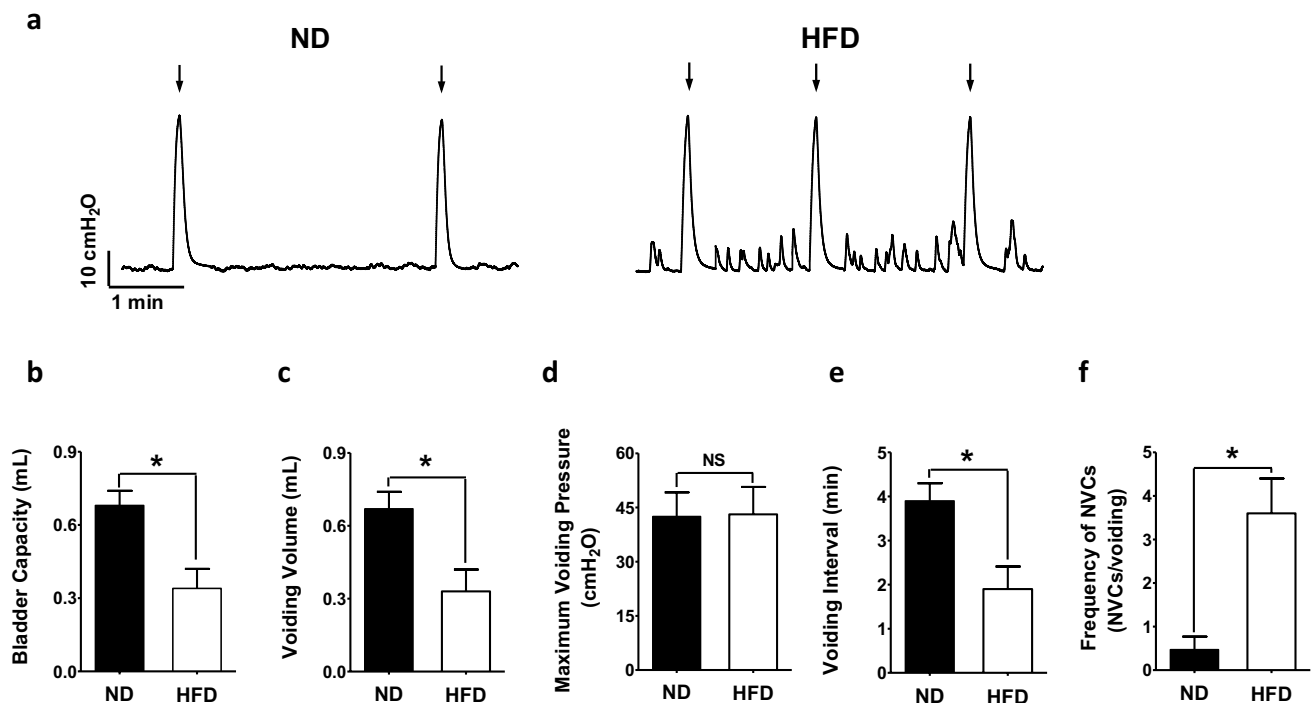 a
ND
HFD
10 cmH₂O
1 min
b
c
d
e
f
Bladder Capacity (mL)
0.9
0.6
0.3
0.0
*
ND HFD
Voiding Volume (mL)
0.9
0.6
0.3
0.0
*
ND HFD
Maximum Voiding Pressure
(cmH₂O)
60
45
30
15
0
NS
ND HFD
Voiding Interval (min)
5
4
3
2
1
0
*
ND HFD
Frequency of NVCs
(NVCs/voiding)
5
4
3
2
1
0
*
ND HFD